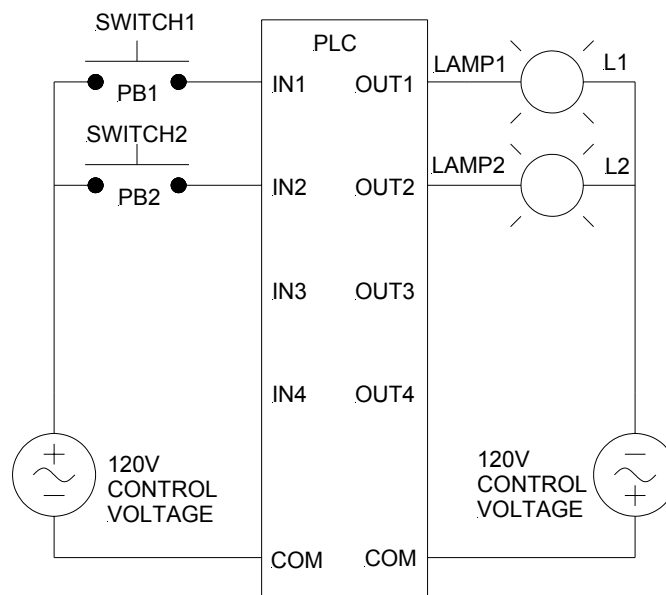 SWITCH1
PLC
PB1
IN1
OUT1
LAMP1
L1
SWITCH2
PB2
IN2
OUT2
LAMP2
L2
IN3
OUT3
IN4
OUT4
120V
CONTROL
VOLTAGE
120V
CONTROL
VOLTAGE
COM
COM